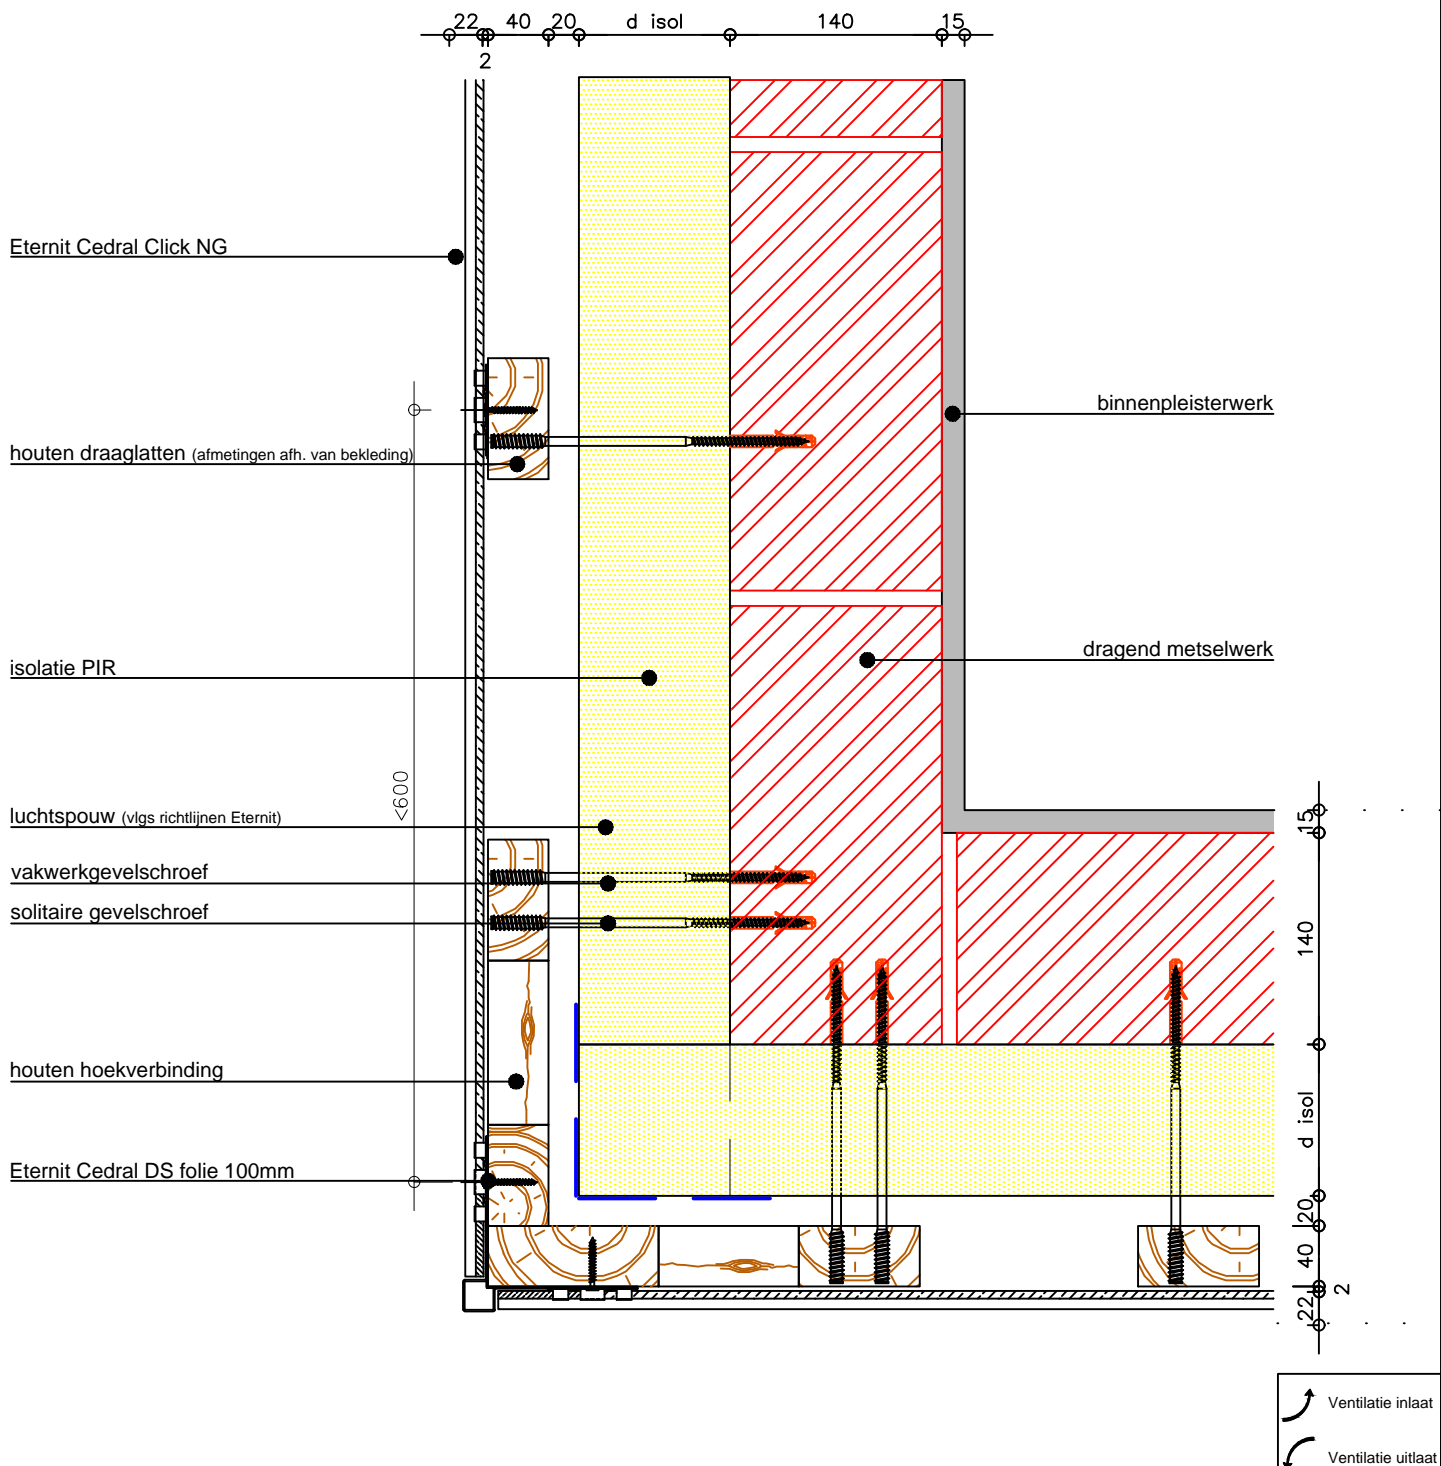 22 40 20 d isol 140 15
2
Eternit Cedral Click NG
binnenpleisterwerk
houten draaglatten (afmetingen afh. van bekleding)
dragend metselwerk
isolatie PIR
<600
luchtspouw (vlgs richtlijnen Eternit)
15
vakwerkgevelschroef
solitaire gevelschroef
140
houten hoekverbinding
d isol
Eternit Cedral DS folie 100mm
20
40
2
22
Ventilatie inlaat
Ventilatie uitlaat